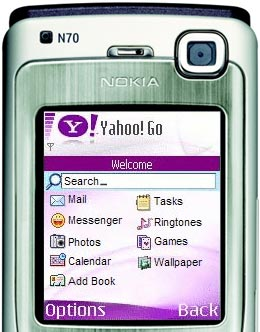 N70
NOKIA
Y! Yahoo! Go
Welcome
Search...
Mail
Tasks
Messenger
Ringtones
Photos
Games
Calendar
Wallpaper
Add Book
Options
Back